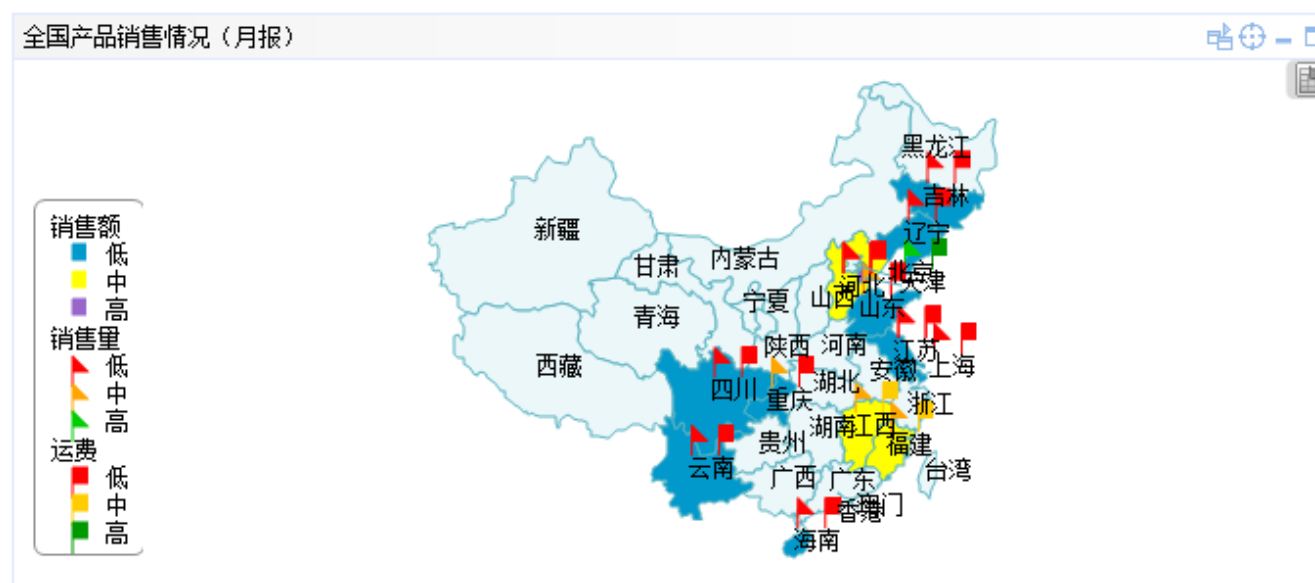 全国产品销售情况（月报）
销售额
低
中
高
销售量
低
中
高
运费
低
中
高
黑龙江
吉林
辽宁
新疆
内蒙古
甘肃
北京
天津
河北
山西
宁夏
山东
青海
陕西
河南
江苏
上海
西藏
安徽
四川
湖北
重庆
浙江
湖南
江西
贵州
福建
云南
台湾
广西
广东
澳门
香港
海南